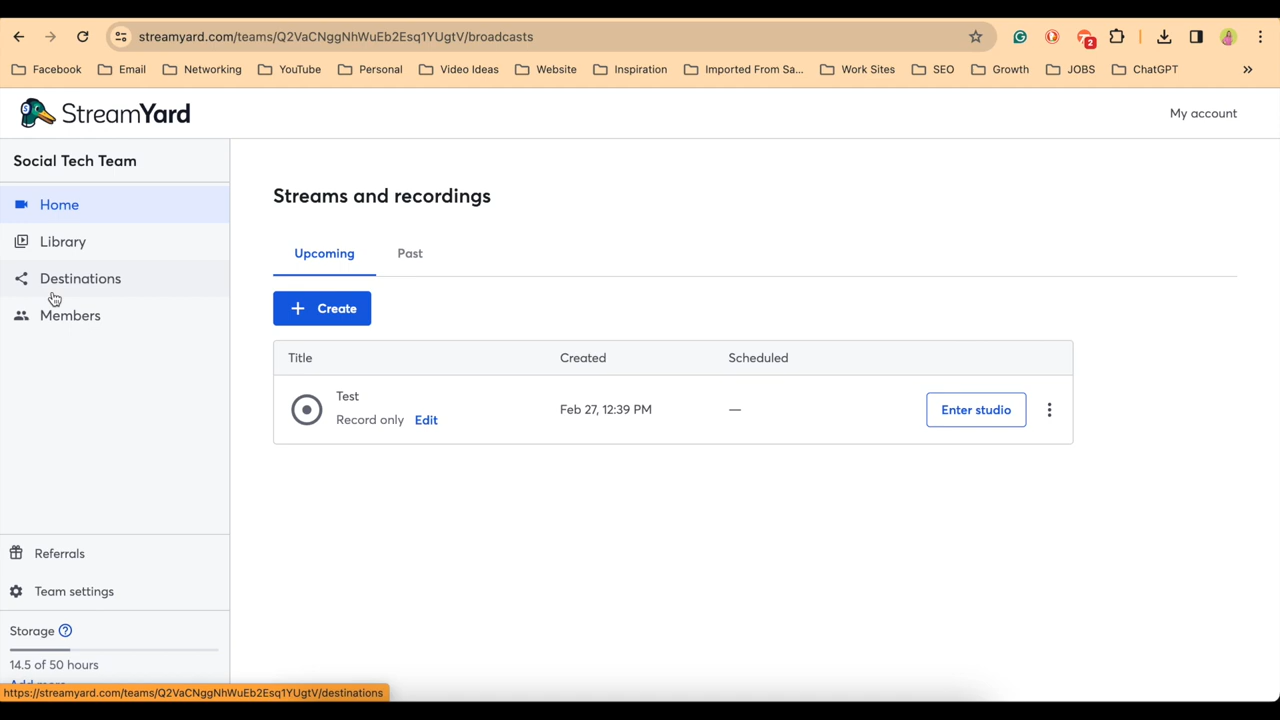 streamyard.com/teams/Q2VaCNggNhWuEb2Esq1YUgtV/broadcasts
2
Facebook Email Networking YouTube Personal Video Ideas Website Inspiration Imported From Sa... Work Sites SEO Growth JOBS ChatGPT »
StreamYard
My account
Social Tech Team
Home
Library
Destinations
Members
Streams and recordings
Upcoming Past
+ Create
Title Created Scheduled
Test
Record only Edit
Feb 27, 12:39 PM — Enter studio
Referrals
Team settings
Storage ?
14.5 of 50 hours
Add more
https://streamyard.com/teams/Q2VaCNggNhWuEb2Esq1YUgtV/destinations